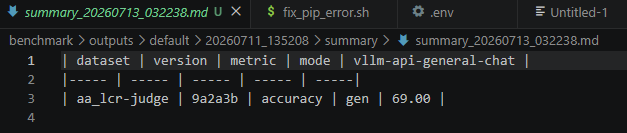 summary_20260713_032238.md U
fix_pip_error.sh
.env
Untitled-1
benchmark > outputs > default > 20260711_135208 > summary > summary_20260713_032238.md
1 | dataset | version | metric | mode | vllm-api-general-chat |
2 |----- | ----- | ----- | ----- | -----|
3 | aa_lcr-judge | 9a2a3b | accuracy | gen | 69.00 |
4